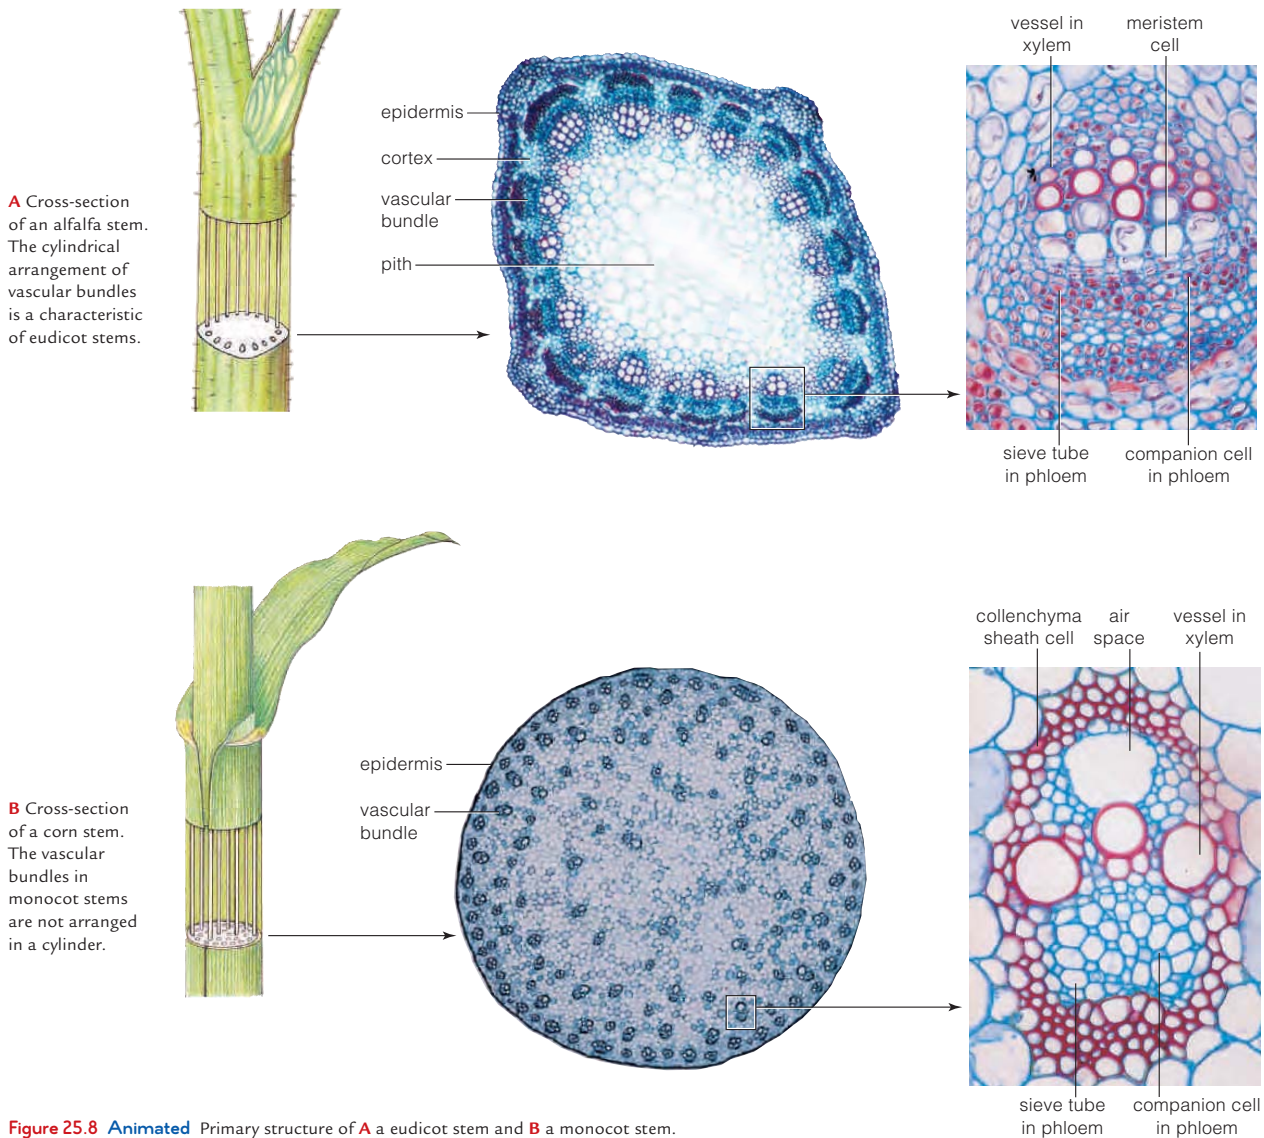 vessel in
xylem
meristem
cell
epidermis
cortex
vascular
bundle
pith
A Cross-section
of an alfalfa stem.
The cylindrical
arrangement of
vascular bundles
is a characteristic
of eudicot stems.
sieve tube
in phloem
companion cell
in phloem
collenchyma
sheath cell
air
space
vessel in
xylem
epidermis
vascular
bundle
B Cross-section
of a corn stem.
The vascular
bundles in
monocot stems
are not arranged
in a cylinder.
sieve tube
in phloem
companion cell
in phloem
Figure 25.8 Animated Primary structure of A a eudicot stem and B a monocot stem.